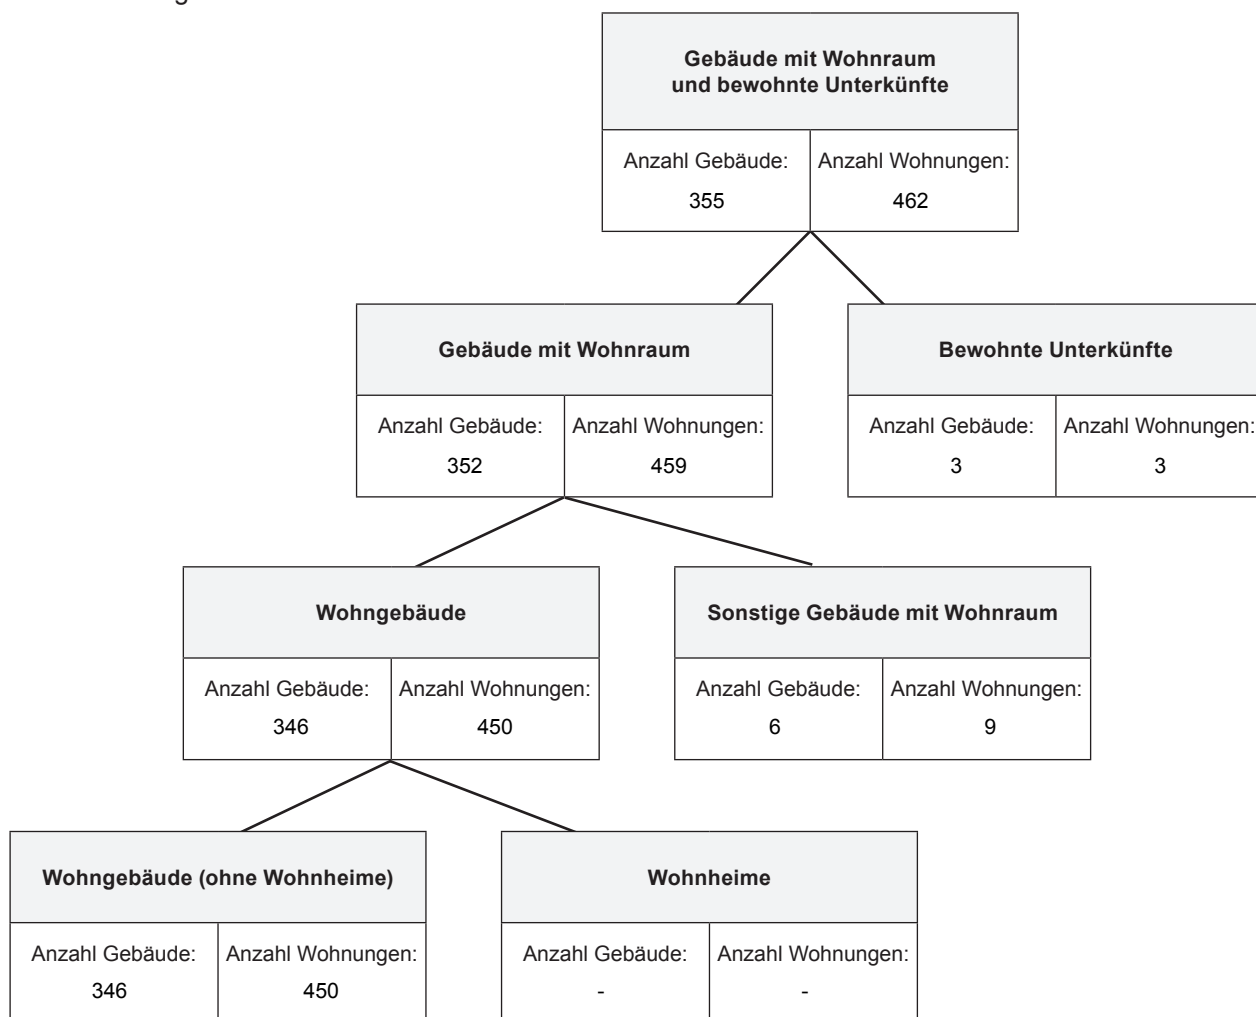 Gebäude mit Wohnraum
und bewohnte Unterkünfte
Anzahl Gebäude: Anzahl Wohnungen:
355 462
Gebäude mit Wohnraum
Bewohnte Unterkünfte
Anzahl Gebäude: Anzahl Wohnungen:
352 459
Anzahl Gebäude: Anzahl Wohnungen:
3 3
Wohngebäude
Sonstige Gebäude mit Wohnraum
Anzahl Gebäude: Anzahl Wohnungen:
346 450
Anzahl Gebäude: Anzahl Wohnungen:
6 9
Wohngebäude (ohne Wohnheime)
Wohnheime
Anzahl Gebäude: Anzahl Wohnungen:
346 450
Anzahl Gebäude: Anzahl Wohnungen:
- -